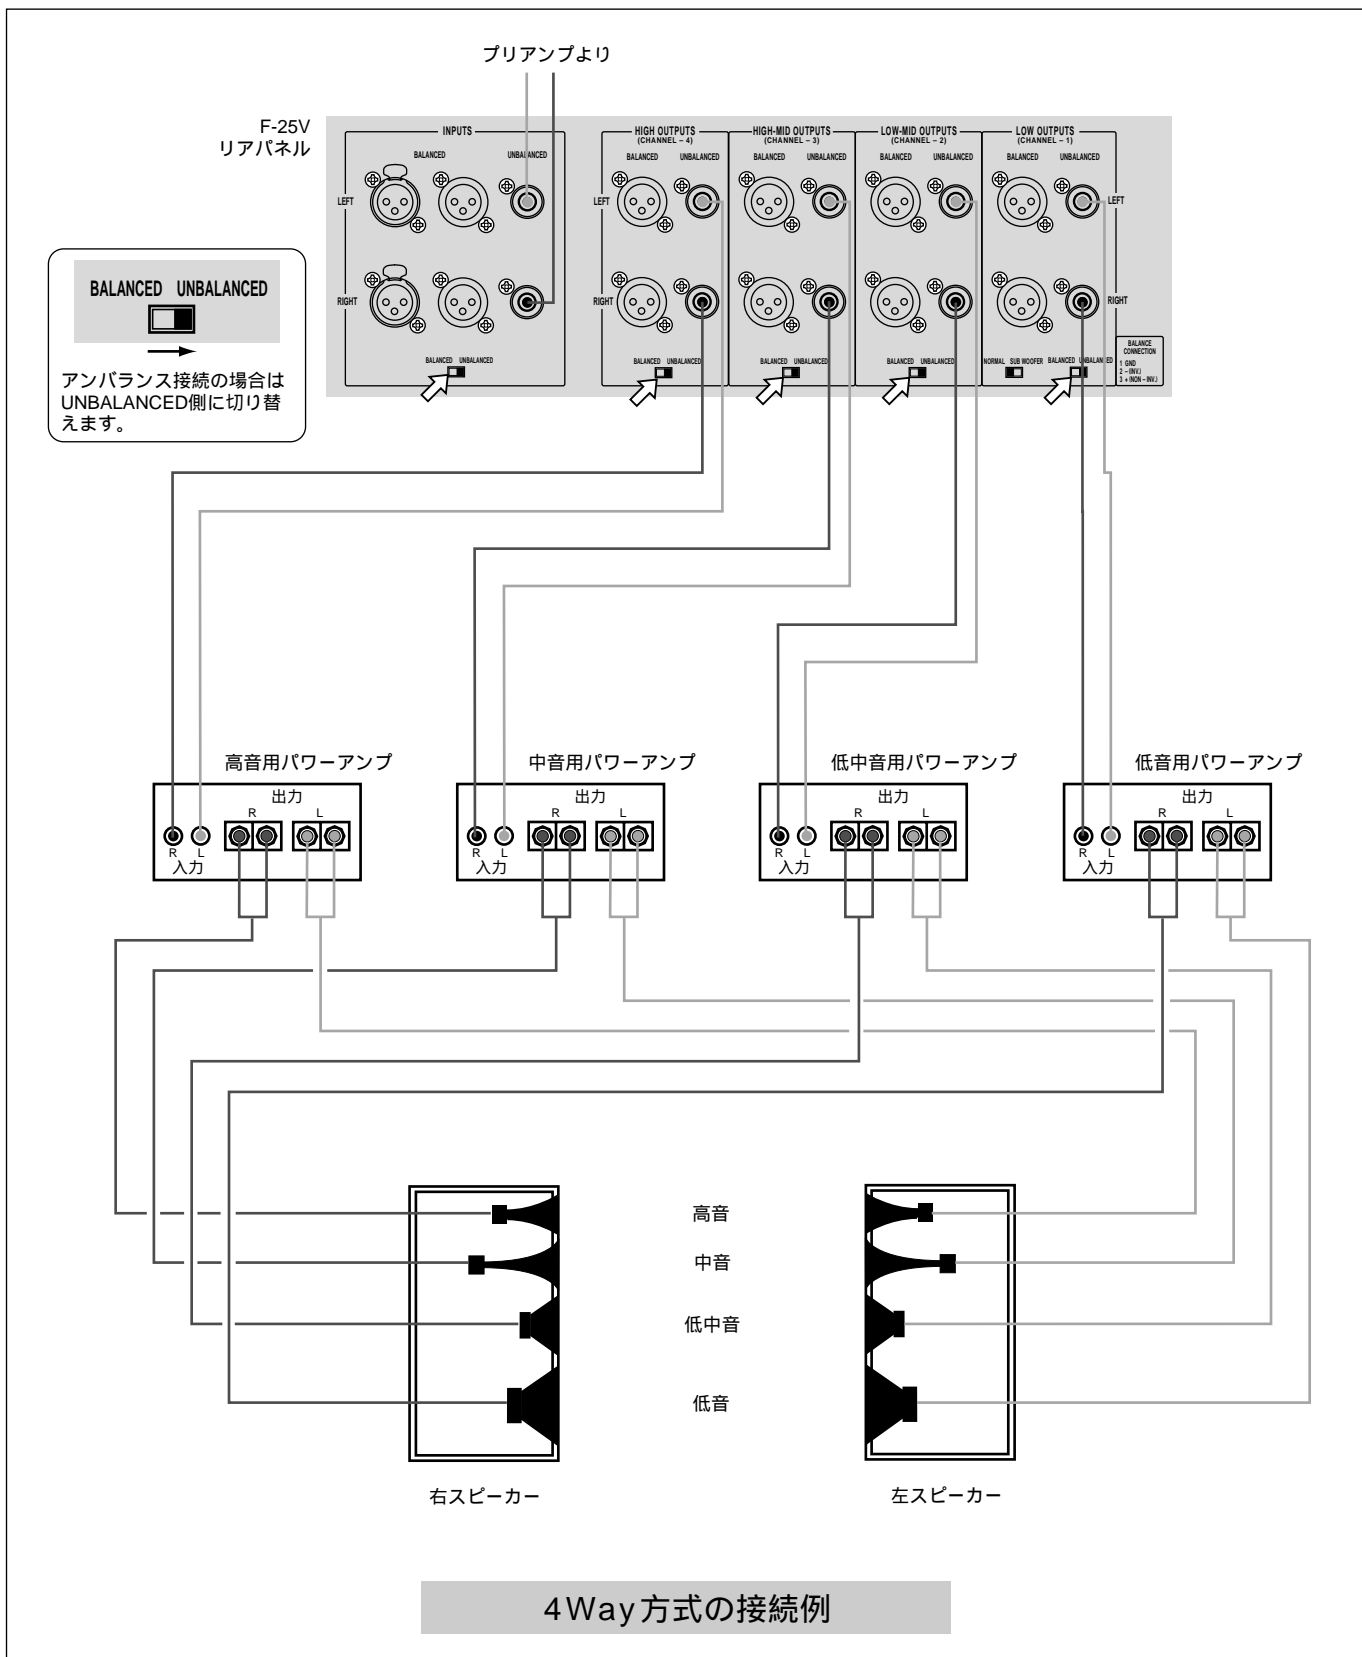 プリアンプより
F-25V
リアパネル
INPUTS
BALANCED
UNBALANCED
LEFT
RIGHT
BALANCED UNBALANCED
HIGH OUTPUTS
(CHANNEL – 4)
BALANCED UNBALANCED
LEFT
RIGHT
BALANCED UNBALANCED
HIGH-MID OUTPUTS
(CHANNEL – 3)
BALANCED UNBALANCED
BALANCED UNBALANCED
LOW-MID OUTPUTS
(CHANNEL – 2)
BALANCED UNBALANCED
BALANCED UNBALANCED
LOW OUTPUTS
(CHANNEL – 1)
BALANCED UNBALANCED
LEFT
RIGHT
NORMAL SUB WOOFER
BALANCED UNBALANCED
BALANCE
CONNECTION
1 GND
2 – (INV.)
3 + (NON – INV.)
BALANCED UNBALANCED
アンバランス接続の場合は
UNBALANCED側に切り替
えます。
高音用パワーアンプ
出力
R L
R L
入力
中音用パワーアンプ
出力
R L
R L
入力
低中音用パワーアンプ
出力
R L
R L
入力
低音用パワーアンプ
出力
R L
R L
入力
高音
中音
低中音
低音
右スピーカー
左スピーカー
4Way方式の接続例